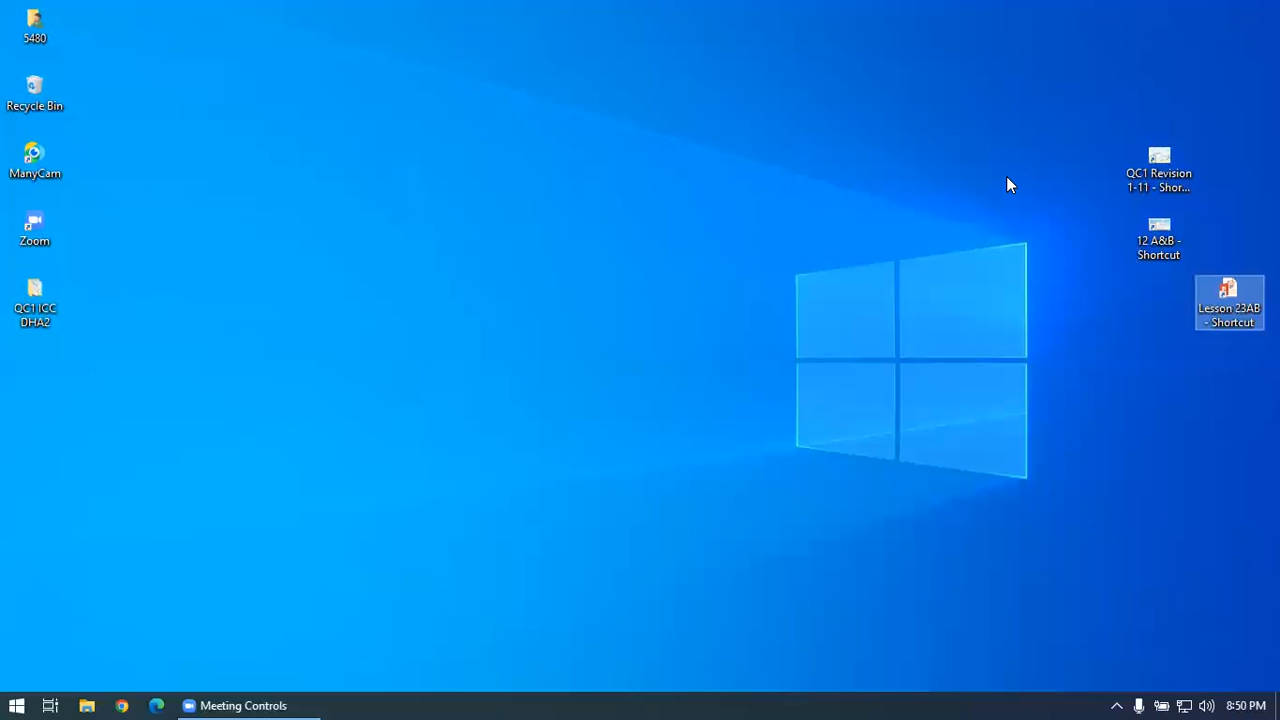 5480
Recycle Bin
ManyCam
Zoom
QC1 ICC
DHA2
QC1 Revision
1-11 - Shor...
12 A&B -
Shortcut
Lesson 23AB
- Shortcut
Meeting Controls
8:50 PM